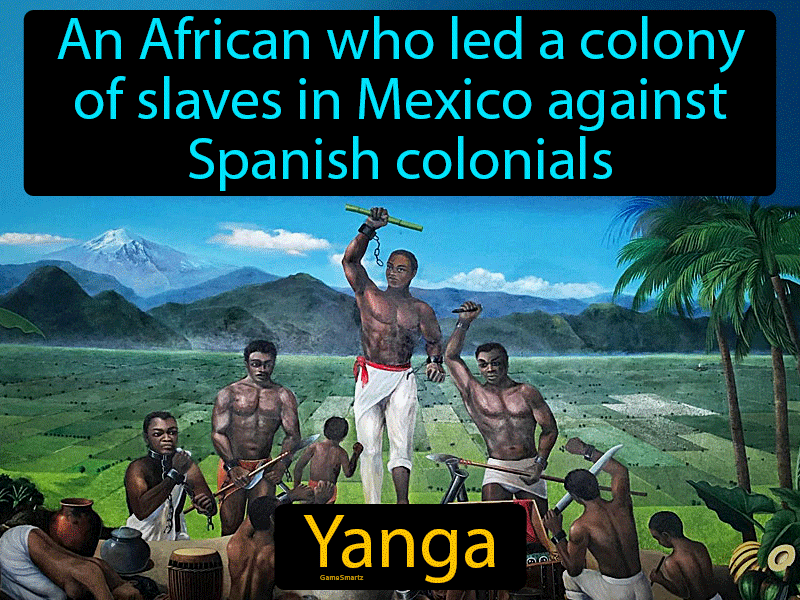 An African who led a colony
of slaves in Mexico against
Spanish colonials
Yanga
GameSmartz